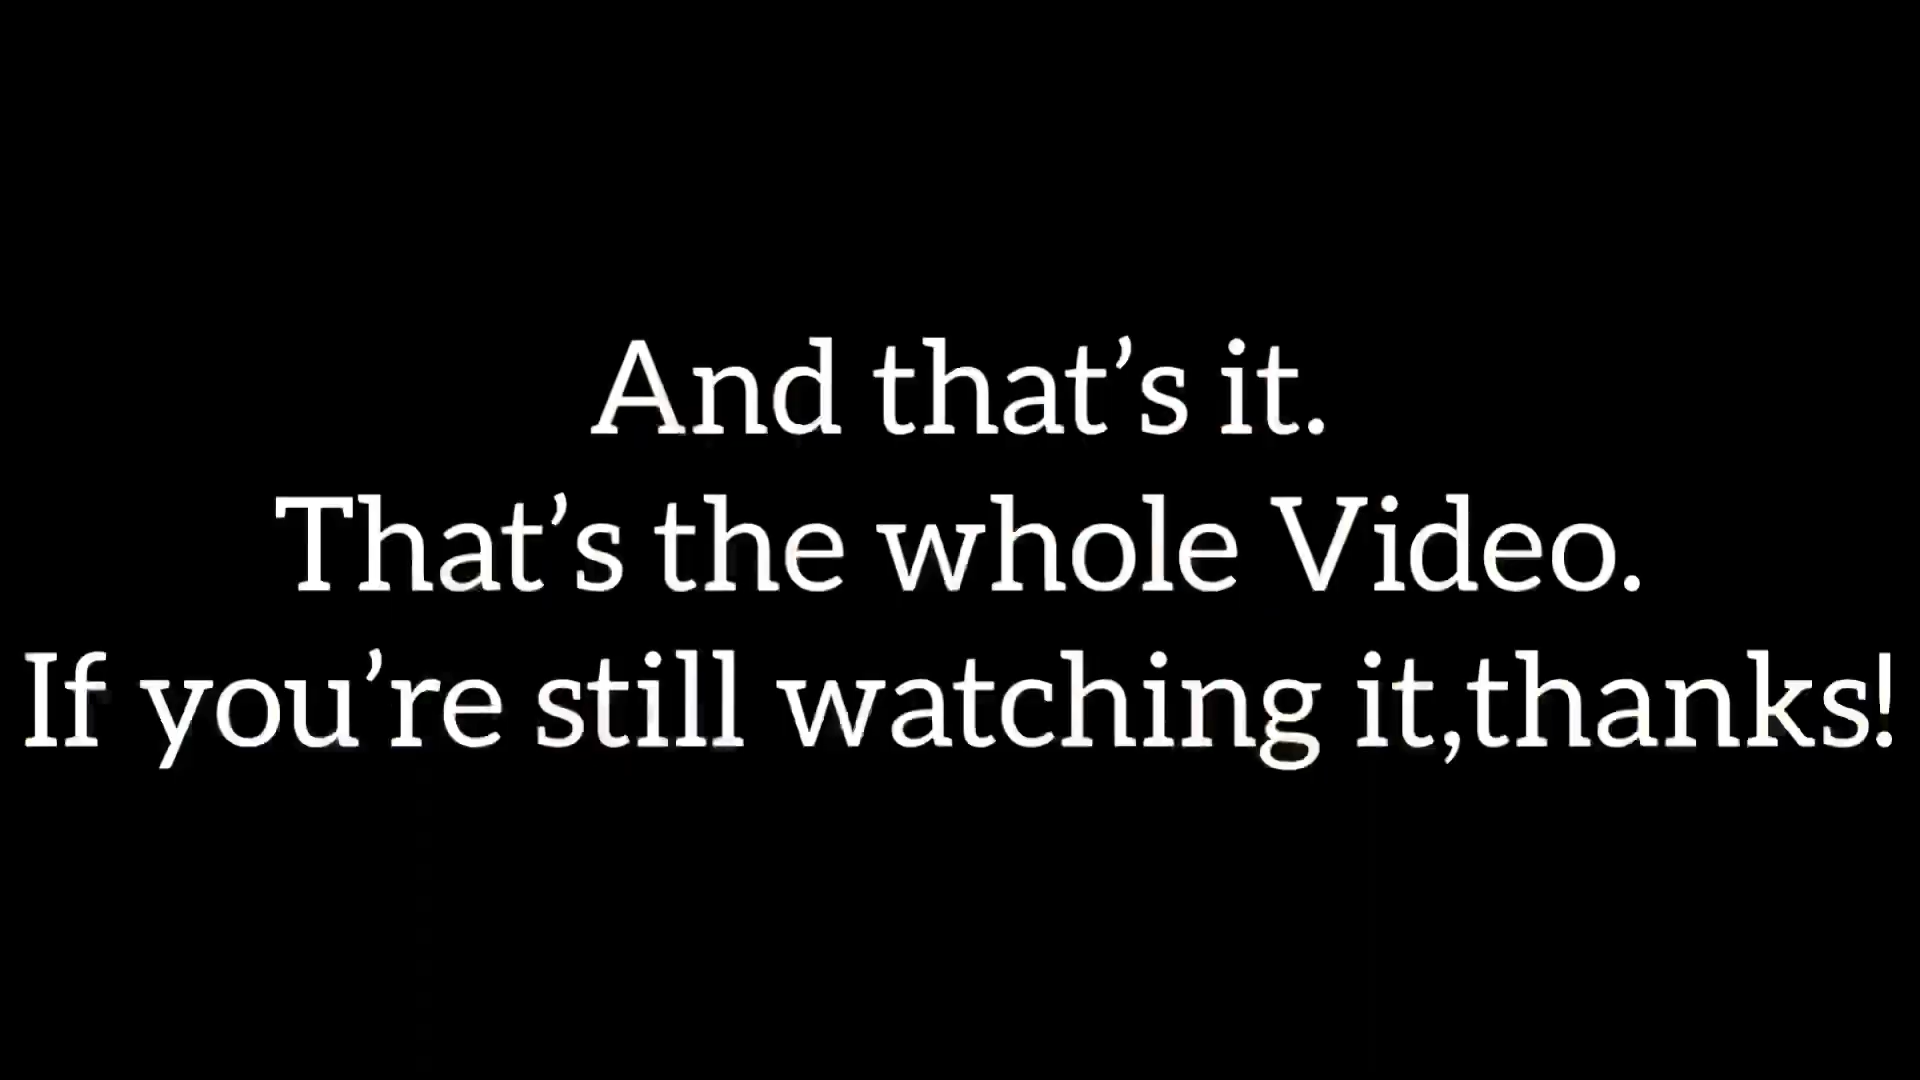 And that’s it.
That’s the whole Video.
If you’re still watching it,thanks!